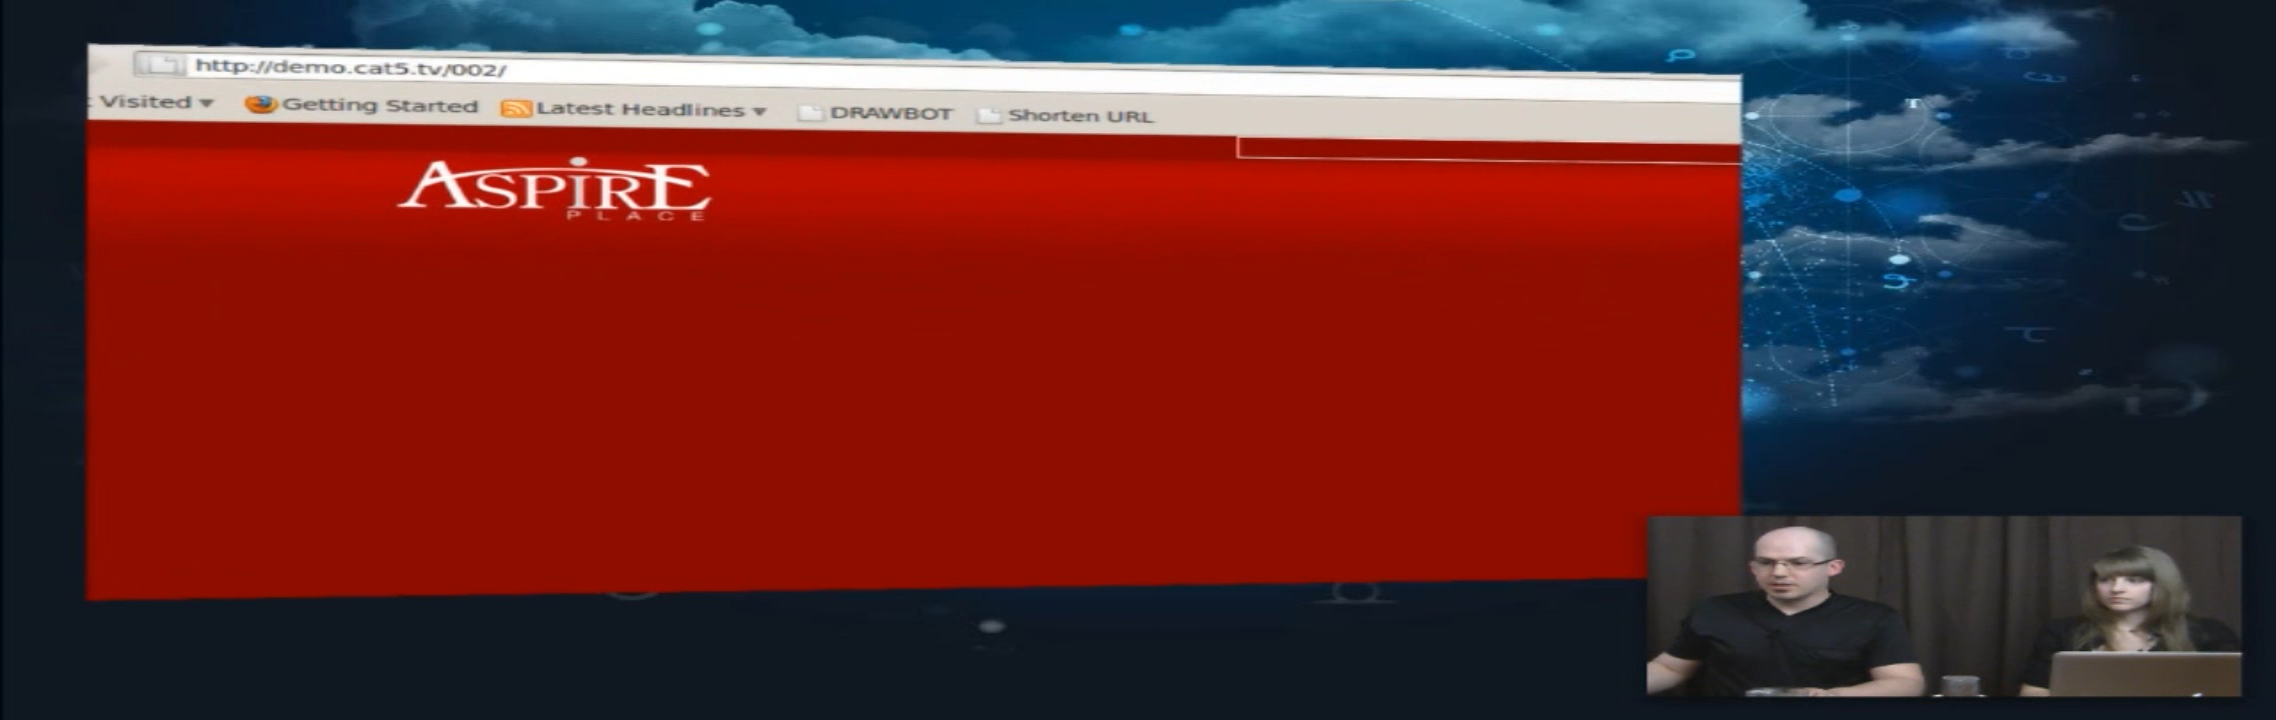 http://demo.cat5.tv/002/
Visited Getting Started Latest Headlines DRAWBOT Shorten URL
ASPIRE
PLACE